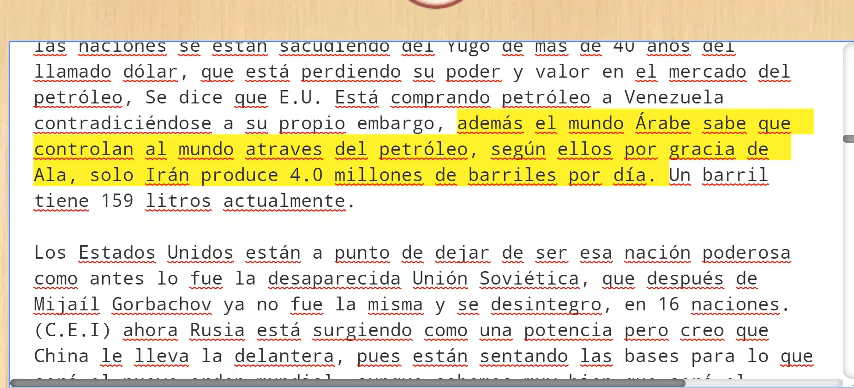 las naciones se están sacudiendo del Yugo de mas de 40 años del
llamado dólar, que está perdiendo su poder y valor en el mercado del
petróleo, Se dice que E.U. Está comprando petróleo a Venezuela
contradiciéndose a su propio embargo, además el mundo Árabe sabe que
controlan al mundo atraves del petróleo, según ellos por gracia de
Ala, solo Irán produce 4.0 millones de barriles por día. Un barril
tiene 159 litros actualmente.
Los Estados Unidos están a punto de dejar de ser esa nación poderosa
como antes lo fue la desaparecida Unión Soviética, que después de
Mijaíl Gorbachov ya no fue la misma y se desintegro, en 16 naciones.
(C.E.I) ahora Rusia está surgiendo como una potencia pero creo que
China le lleva la delantera, pues están sentando las bases para lo que